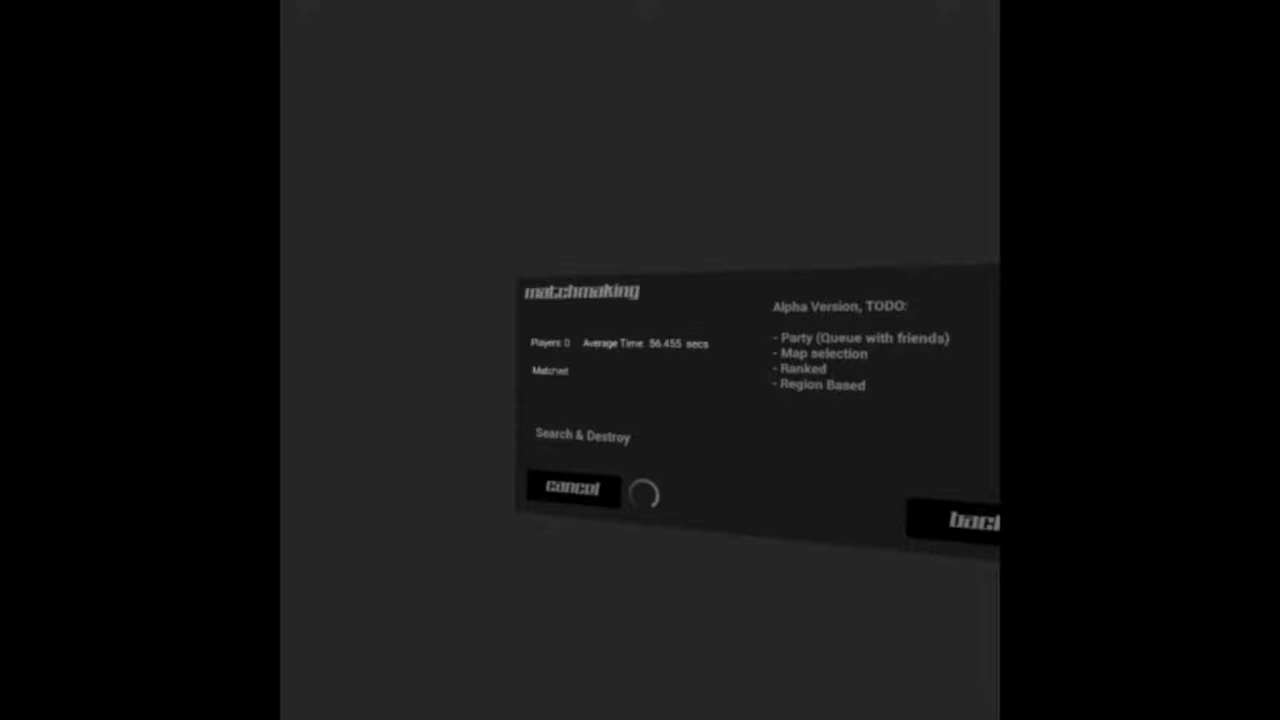 matchmaking
Players: 0 Average Time: 56.455 secs
Matched
Search & Destroy
cancel
Alpha Version, TODO:
- Party (Queue with friends)
- Map selection
- Ranked
- Region Based
bac